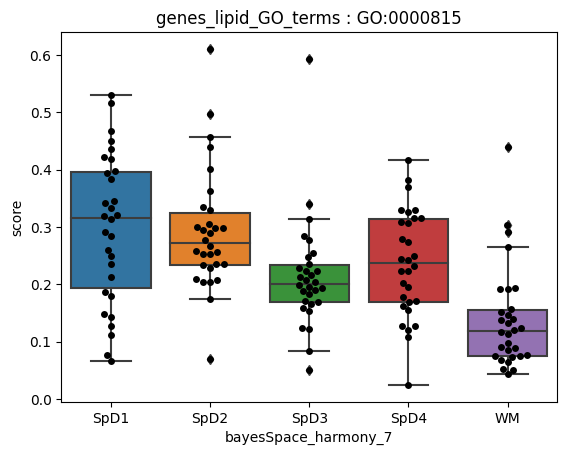 genes_lipid_GO_terms : GO:0000815
0.6
0.5
0.4
0.3
0.2
0.1
0.0
score
SpD1 SpD2 SpD3 SpD4 WM
bayesSpace_harmony_7